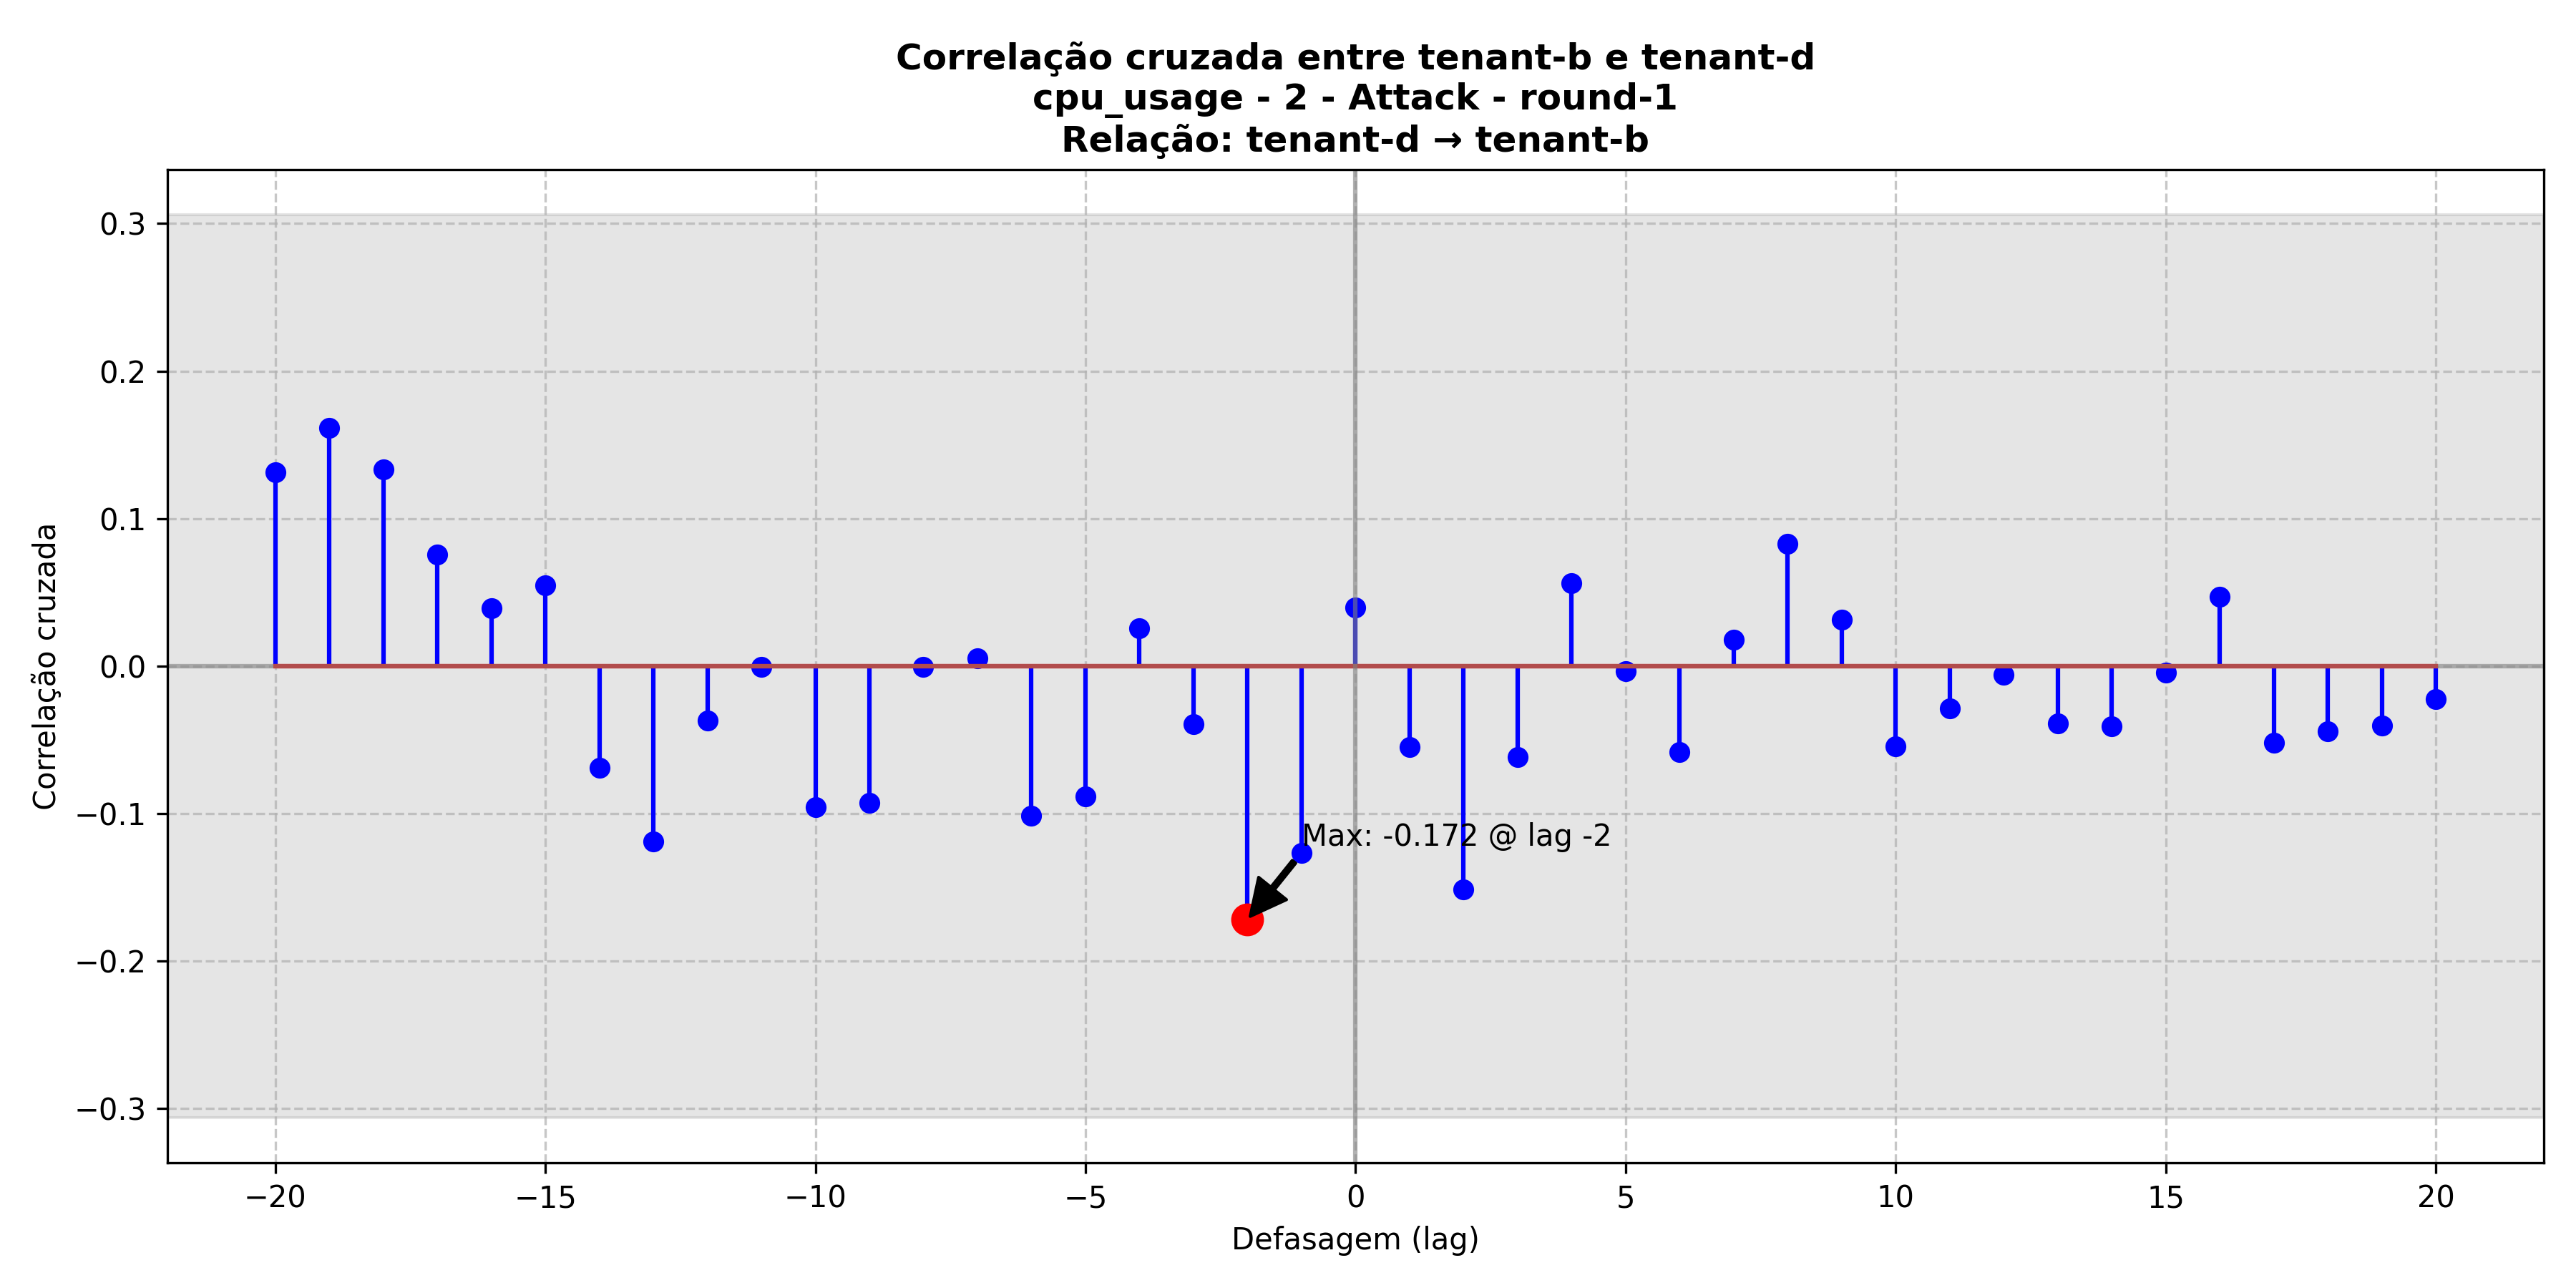 Correlação cruzada entre tenant-b e tenant-d
cpu_usage - 2 - Attack - round-1
Relação: tenant-d → tenant-b
Correlação cruzada
0.3
0.2
0.1
0.0
−0.1
−0.2
−0.3
Max: -0.172 @ lag -2
−20 −15 −10 −5 0 5 10 15 20
Defasagem (lag)